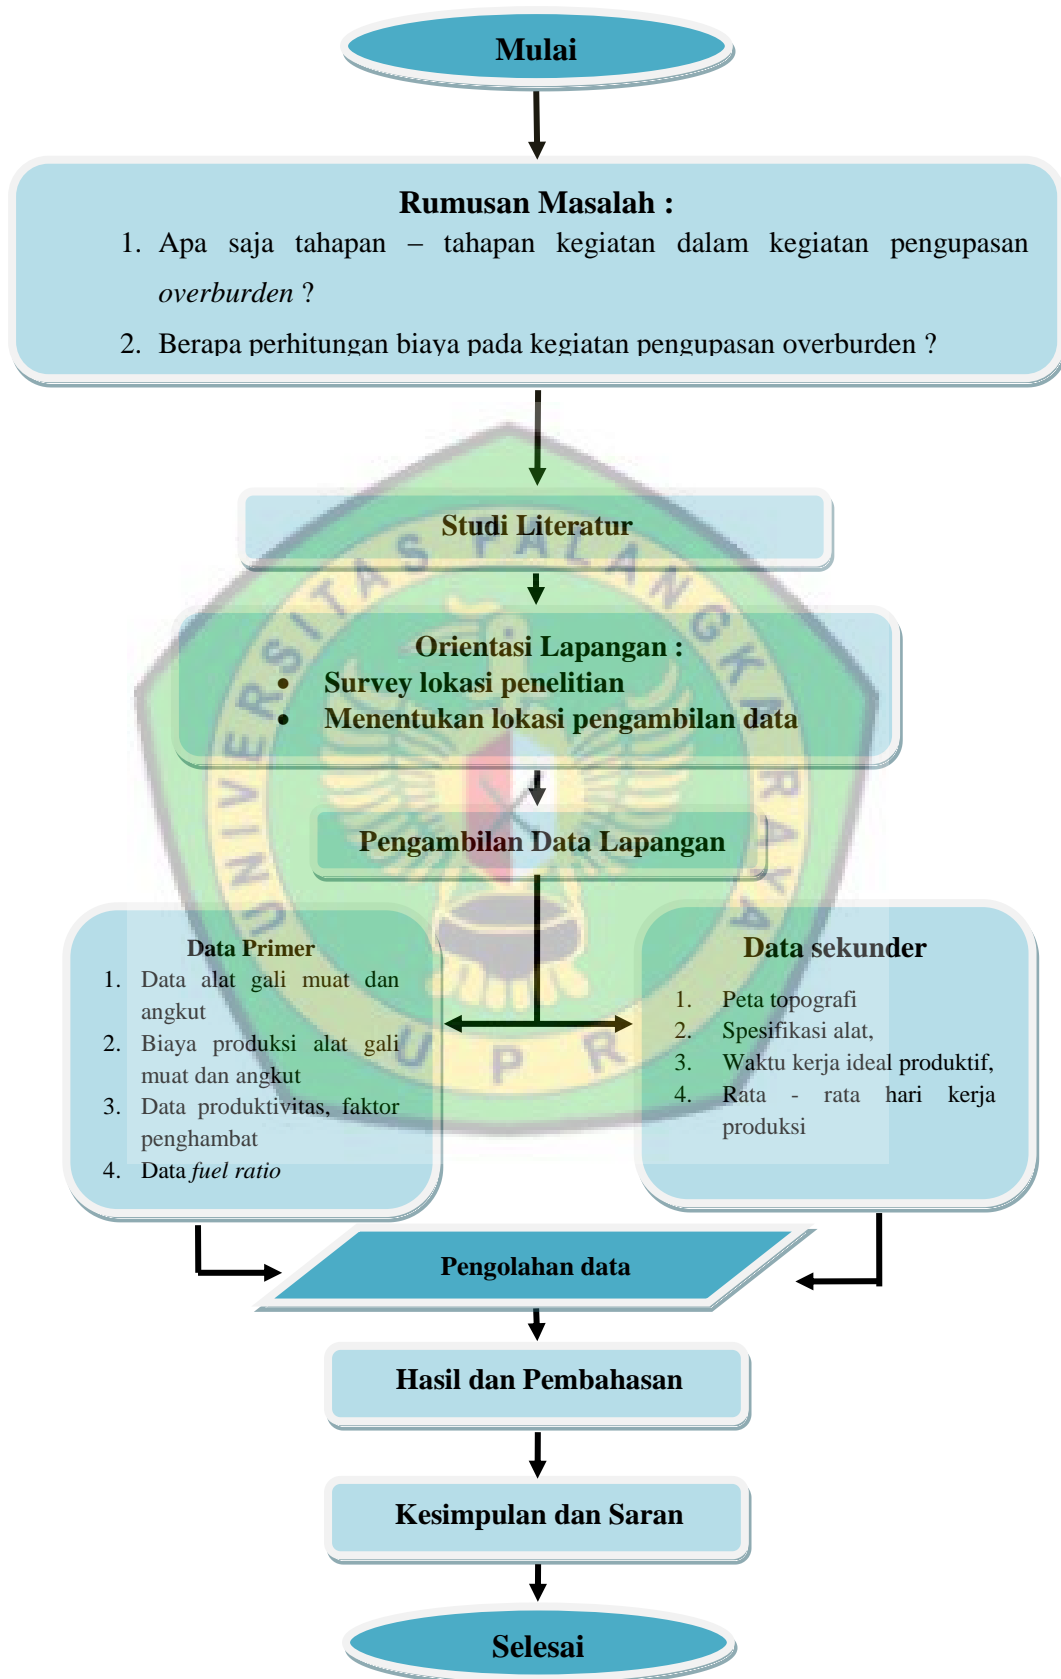 Mulai
Rumusan Masalah :
1. Apa saja tahapan – tahapan kegiatan dalam kegiatan pengupasan
overburden ?
2. Berapa perhitungan biaya pada kegiatan pengupasan overburden ?
Studi Literatur
Orientasi Lapangan :
• Survey lokasi penelitian
• Menentukan lokasi pengambilan data
Pengambilan Data Lapangan
Data Primer
1. Data alat gali muat dan
angkut
2. Biaya produksi alat gali
muat dan angkut
3. Data produktivitas, faktor
penghambat
4. Data fuel ratio
Data sekunder
1. Peta topografi
2. Spesifikasi alat,
3. Waktu kerja ideal produktif,
4. Rata - rata hari kerja
produksi
Pengolahan data
Hasil dan Pembahasan
Kesimpulan dan Saran
Selesai
UNIVERSITAS PALANGKA RAYA
UPR